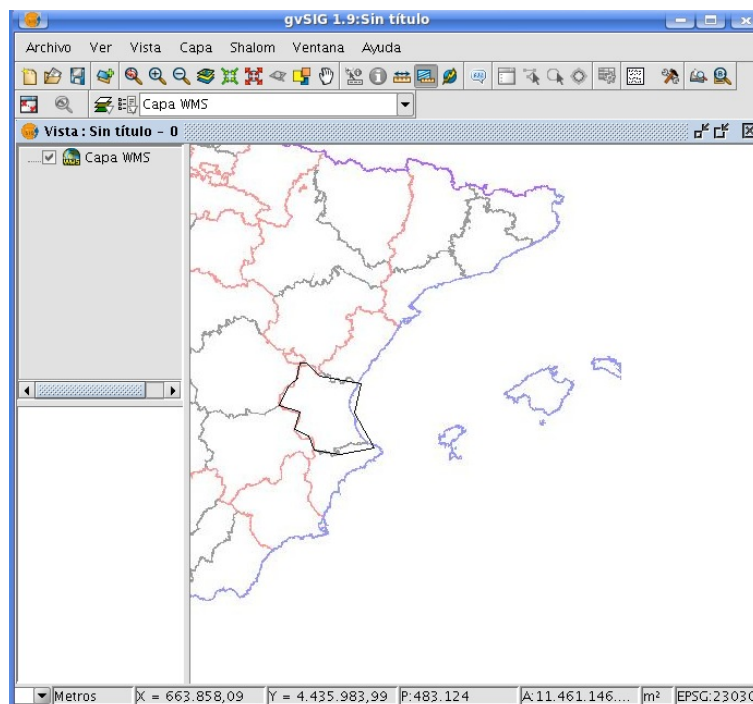 gvSIG 1.9:Sin título
Archivo Ver Vista Capa Shalom Ventana Ayuda
Capa WMS
Vista : Sin título - 0
Capa WMS
Metros X = 663.858,09 Y = 4.435.983,99 P:483.124 A:11.461.146.... m² EPSG:23030